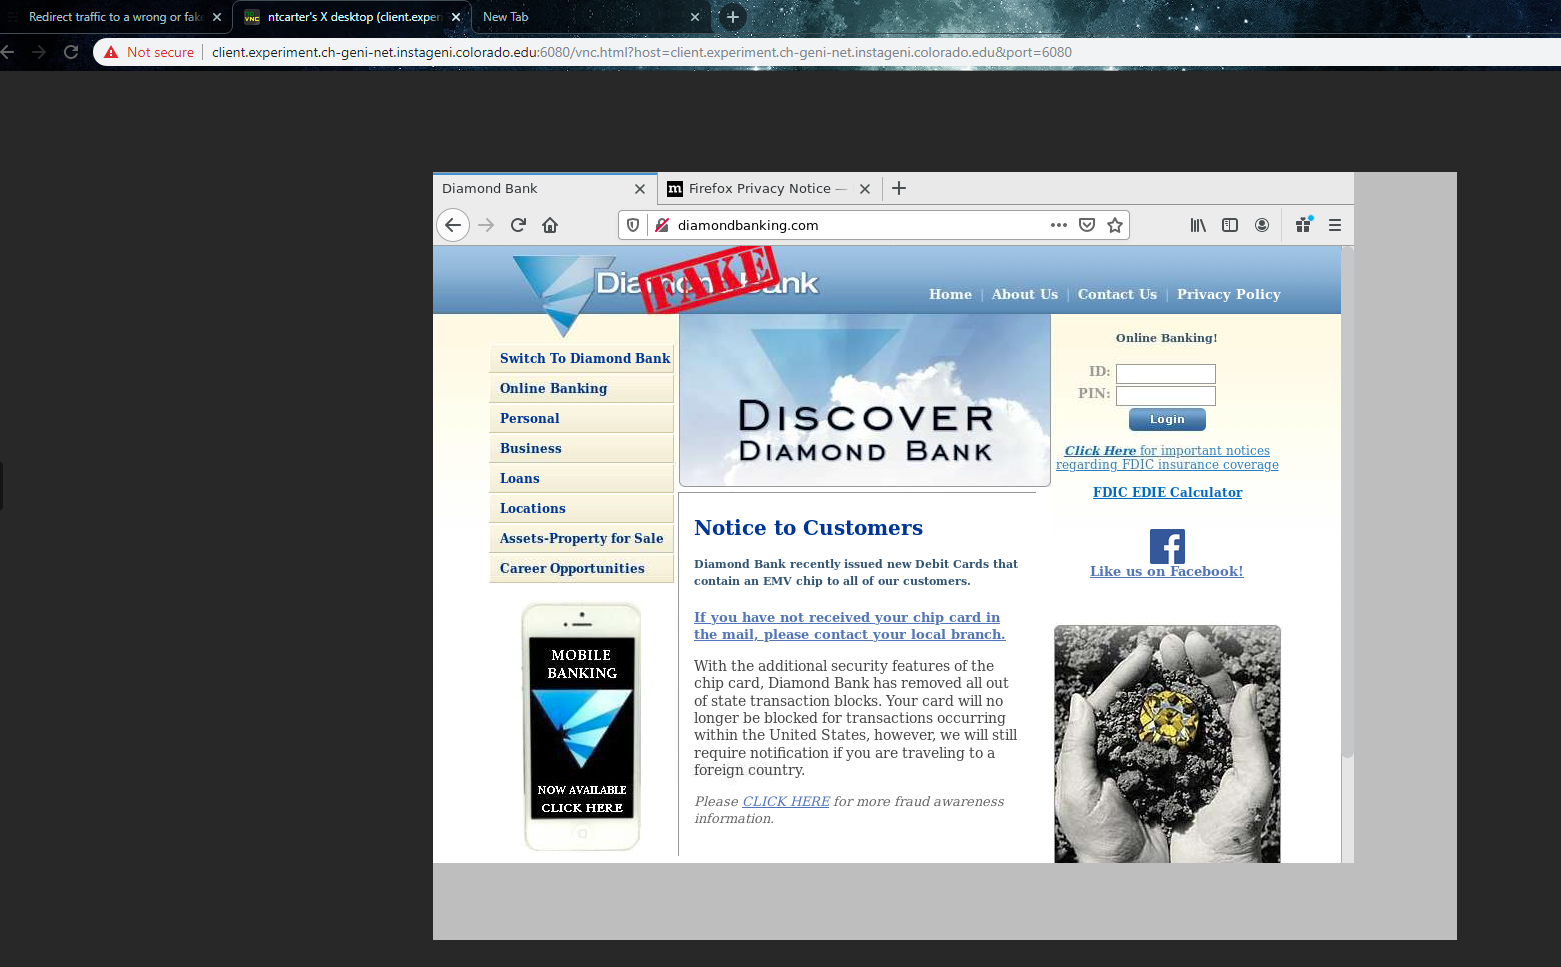 Redirect traffic to a wrong or fake
ntcarter's X desktop (client.exper
New Tab
Not secure
client.experiment.ch-geni-net.instageni.colorado.edu:6080/vnc.html?host=client.experiment.ch-geni-net.instageni.colorado.edu&port=6080
Diamond Bank
Firefox Privacy Notice —
diamondbanking.com
Diamond Bank
FAKE
Home | About Us | Contact Us | Privacy Policy
Switch To Diamond Bank
Online Banking
Personal
Business
Loans
Locations
Assets-Property for Sale
Career Opportunities
MOBILE
BANKING
NOW AVAILABLE
CLICK HERE
DISCOVER
DIAMOND BANK
Notice to Customers
Diamond Bank recently issued new Debit Cards that
contain an EMV chip to all of our customers.
If you have not received your chip card in
the mail, please contact your local branch.
With the additional security features of the
chip card, Diamond Bank has removed all out
of state transaction blocks. Your card will no
longer be blocked for transactions occurring
within the United States, however, we will still
require notification if you are traveling to a
foreign country.
Please CLICK HERE for more fraud awareness
information.
Online Banking!
ID:
PIN:
Login
Click Here for important notices
regarding FDIC insurance coverage
FDIC EDIE Calculator
Like us on Facebook!